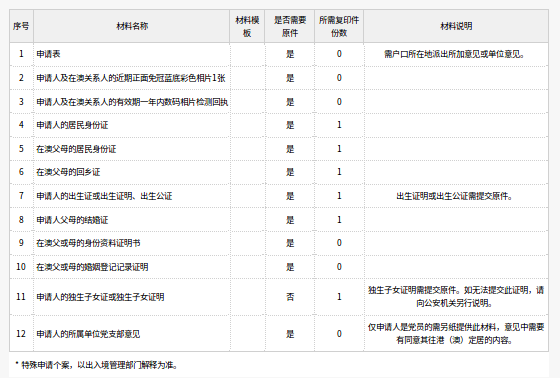 序号 材料名称 材料模板 是否需要原件 所需复印件份数 材料说明
1 申请表 是 0 需户口所在地派出所加意见或单位意见。
2 申请人及在澳关系人的近期正面免冠蓝底彩色相片1张 是 0
3 申请人及在澳关系人的有效期一年内数码相片检测回执 是 0
4 申请人的居民身份证 是 1
5 在澳父母的居民身份证 是 1
6 在澳父母的回乡证 是 1
7 申请人的出生证或出生证明、出生公证 是 1 出生证明或出生公证需提交原件。
8 申请人父母的结婚证 是 1
9 在澳父或母的身份资料证明书 是 0
10 在澳父或母的婚姻登记记录证明 是 0
11 申请人的独生子女证或独生子女证明 否 1 独生子女证明需提交原件。如无法提交此证明，请
向公安机关另行说明。
12 申请人的所属单位党支部意见 是 0 仅申请人是党员的需另纸提供此材料，意见中需要
有同意其往港（澳）定居的内容。
* 特殊申请个案，以出入境管理部门解释为准。